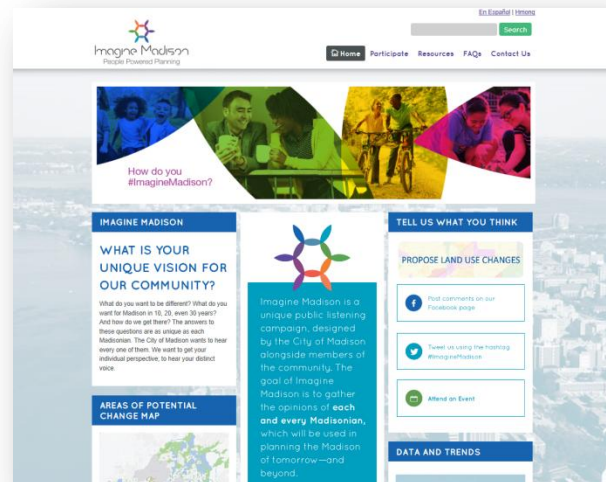 En Español | Hmong
Search
Imagine Madison
People Powered Planning
Home Participate Resources FAQs Contact Us
How do you
#ImagineMadison?
IMAGINE MADISON
WHAT IS YOUR
UNIQUE VISION FOR
OUR COMMUNITY?
What do you want to be different? What do you
want for Madison in 10, 20, even 30 years?
And how do we get there? The answers to
these questions are as unique as each
Madisonian. The City of Madison wants to hear
every one of them. We want to get your
individual perspective, to hear your distinct
voice.
AREAS OF POTENTIAL
CHANGE MAP
Imagine Madison is a
unique public listening
campaign, designed
by the City of Madison
alongside members of
the community. The
goal of Imagine
Madison is to gather
the opinions of each
and every Madisonian,
which will be used in
planning the Madison
of tomorrow—and
beyond.
TELL US WHAT YOU THINK
PROPOSE LAND USE CHANGES
Post comments on our
Facebook page
Tweet us using the hashtag
#ImagineMadison
Attend an Event
DATA AND TRENDS